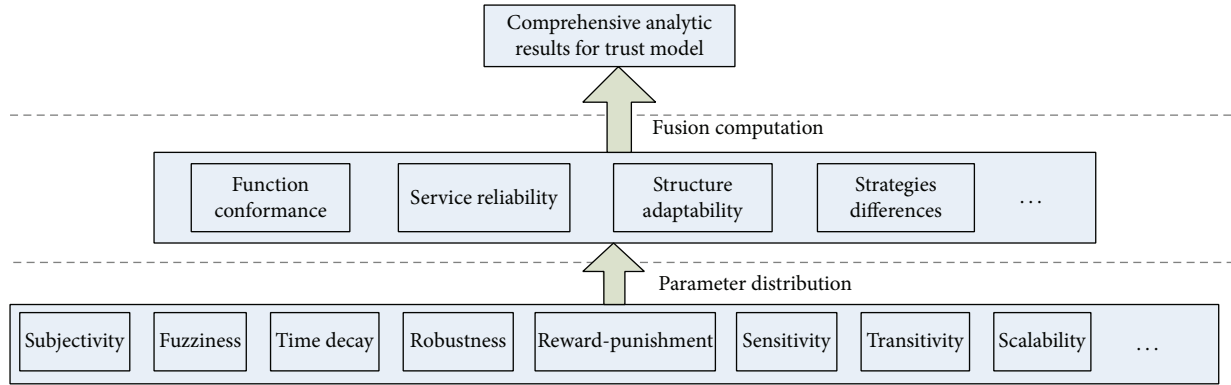 Comprehensive analytic
results for trust model
Fusion computation
Function
conformance
Service reliability
Structure
adaptability
Strategies
differences
...
Parameter distribution
Subjectivity
Fuzziness
Time decay
Robustness
Reward-punishment
Sensitivity
Transitivity
Scalability
...